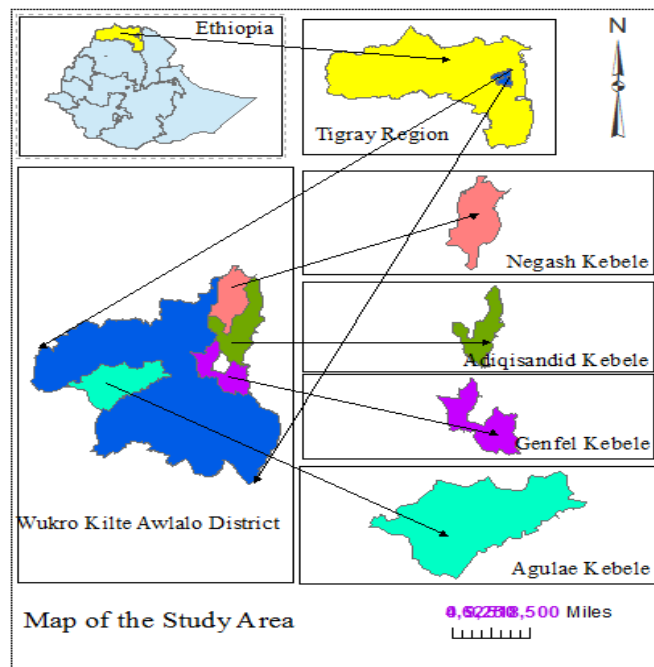 Ethiopia
Tigray Region
N
Negash Kebele
Adiqisandid Kebele
Genfel Kebele
Wukro Kilte Awlalo District
Agulae Kebele
Map of the Study Area
Miles